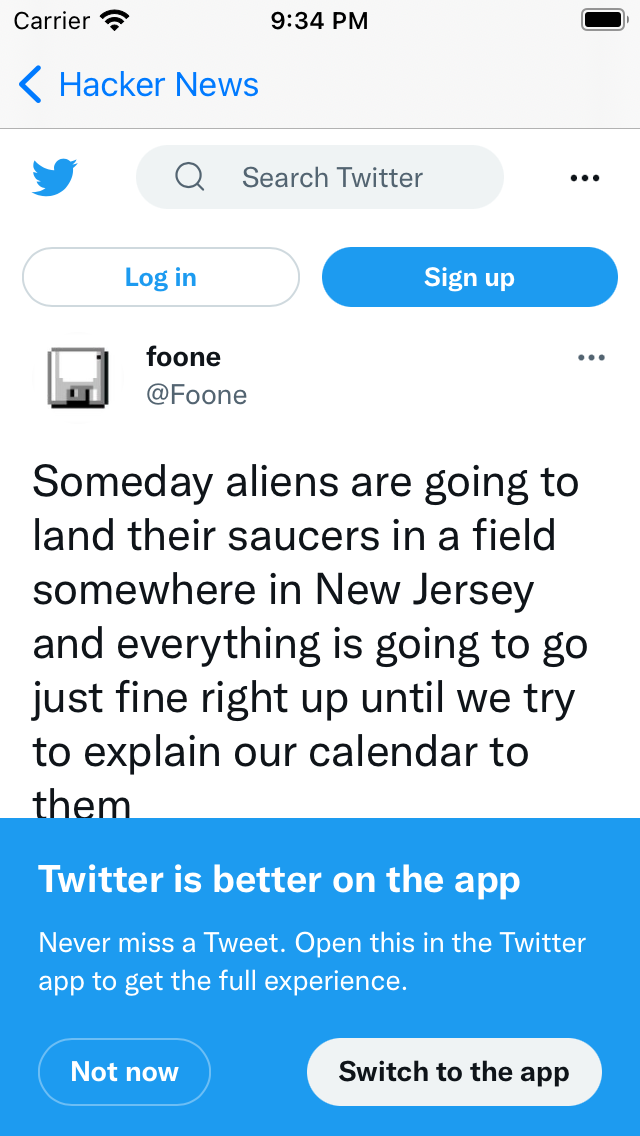 Carrier 9:34 PM
Hacker News
Search Twitter
Log in Sign up
foone
@Foone
Someday aliens are going to
land their saucers in a field
somewhere in New Jersey
and everything is going to go
just fine right up until we try
to explain our calendar to
them
Twitter is better on the app
Never miss a Tweet. Open this in the Twitter
app to get the full experience.
Not now Switch to the app